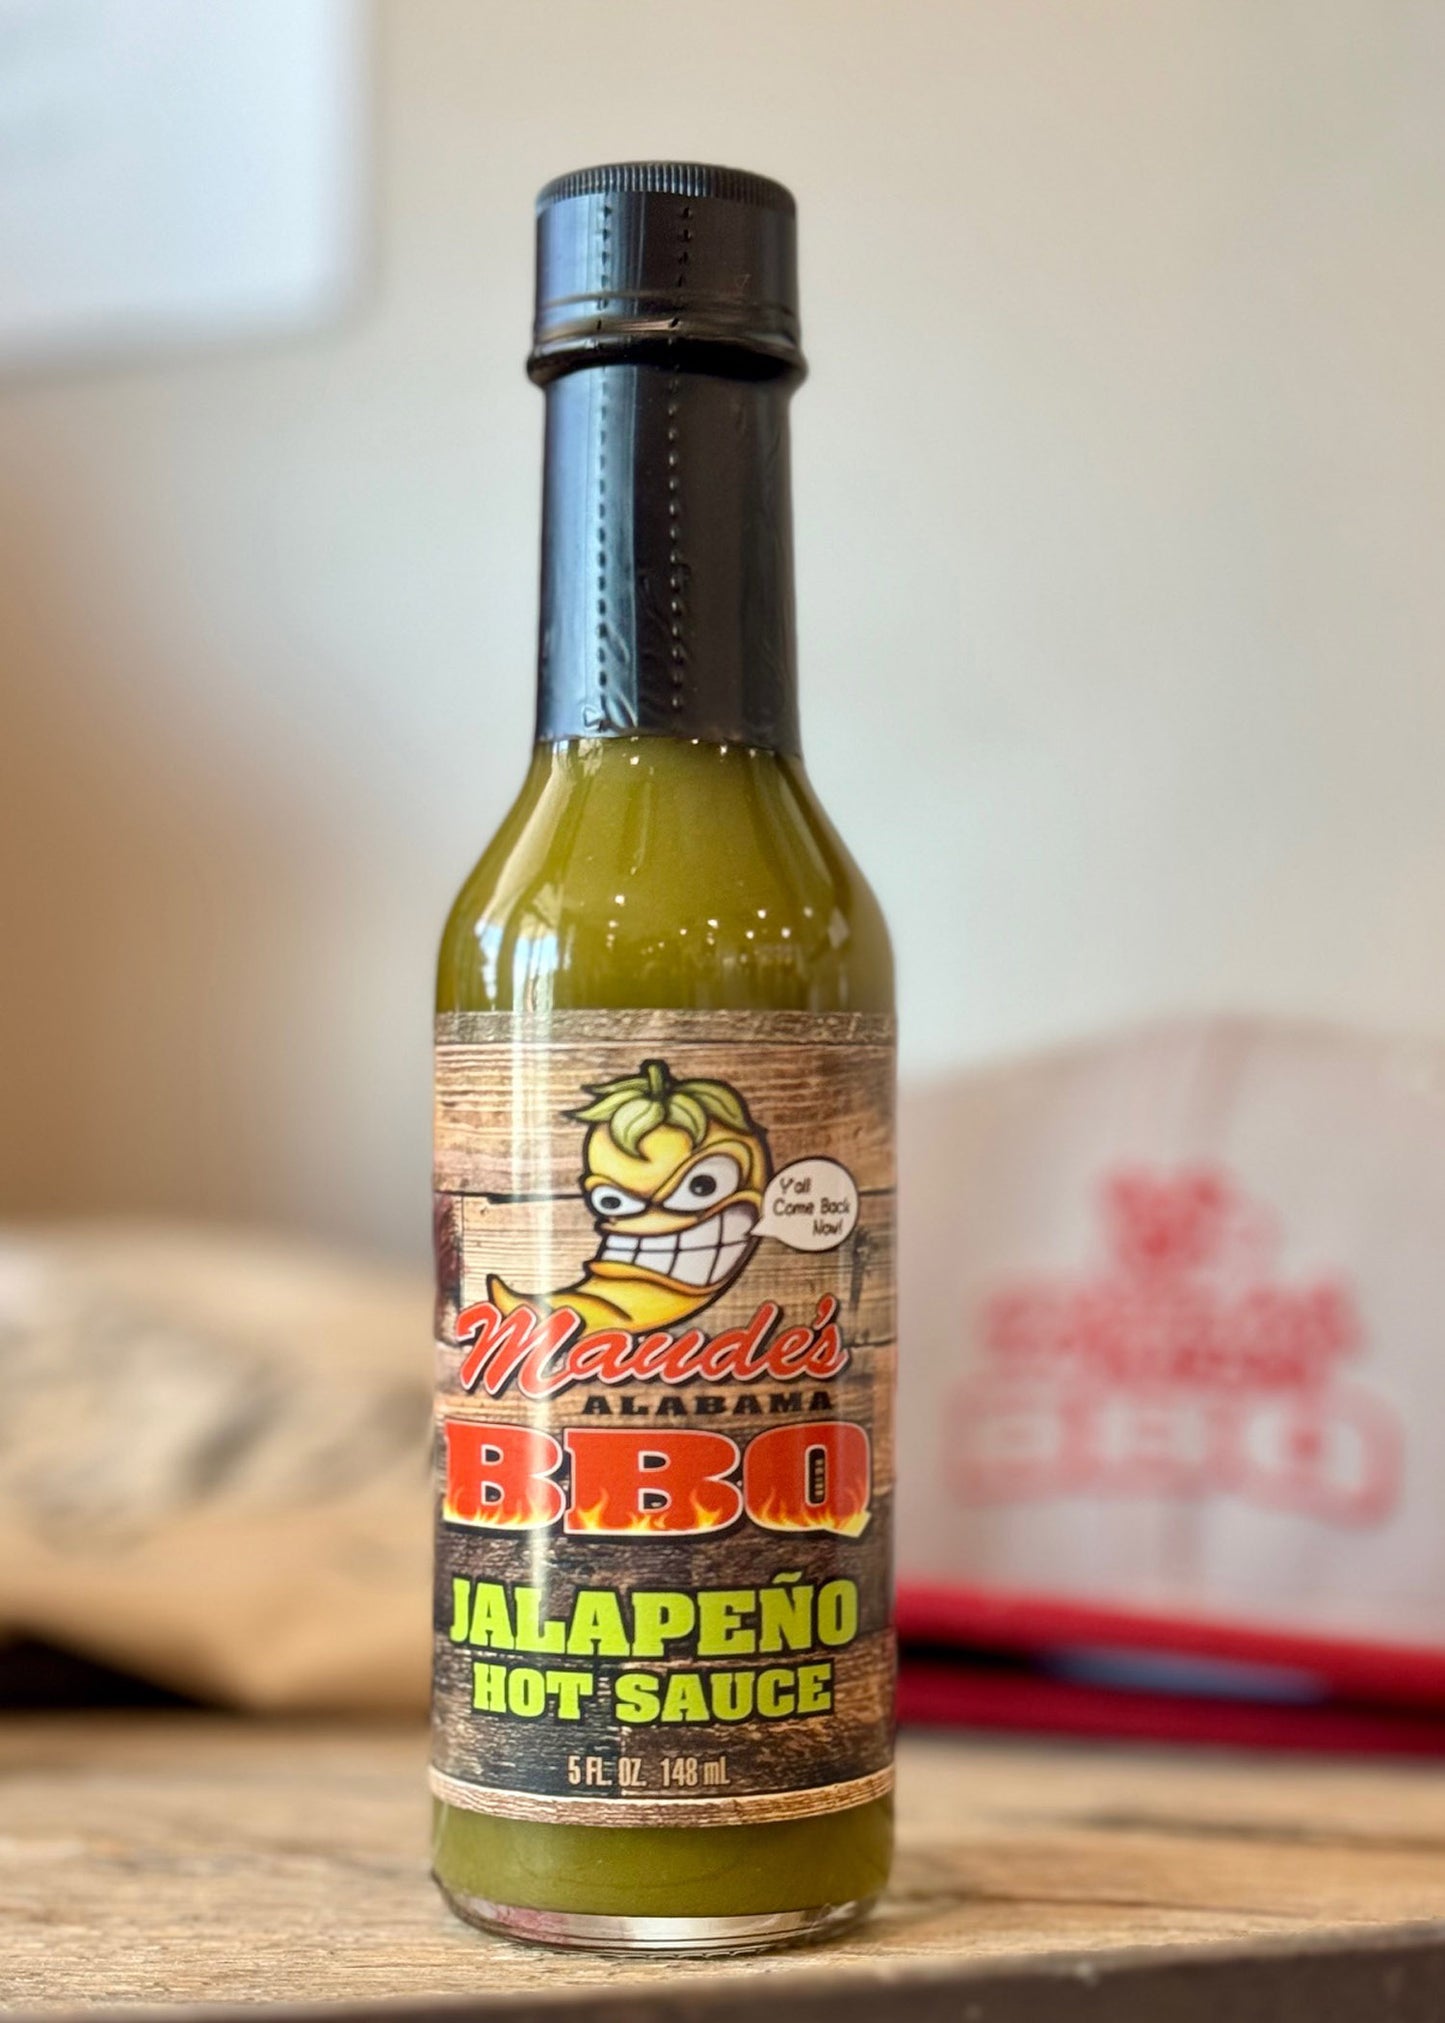 Y'all
Come Back
Now!
Maude's
ALABAMA
BBQ
JALAPEÑO
HOT SAUCE
5 FL. OZ. 148 mL